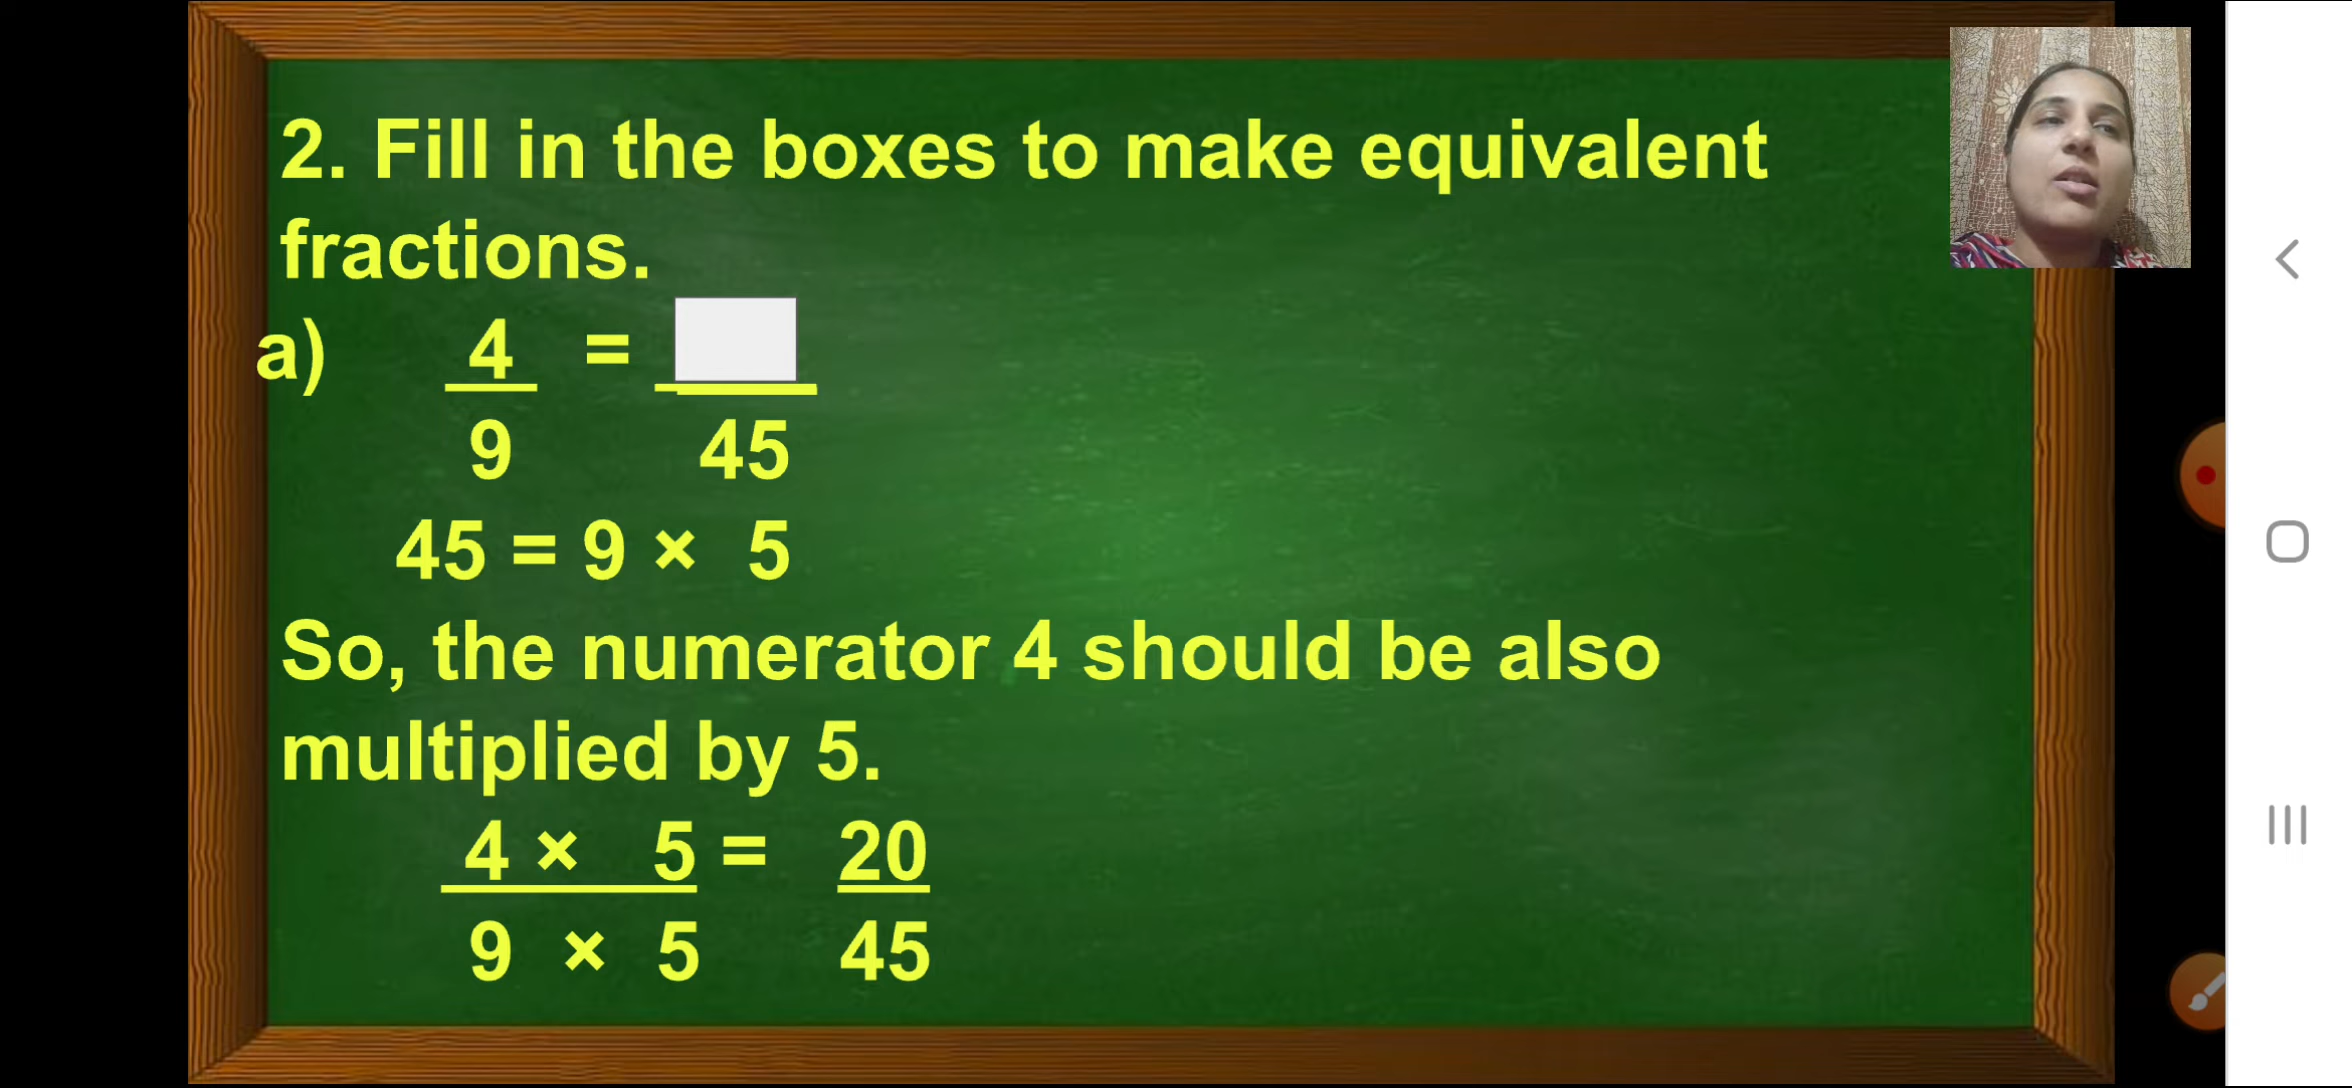 2. Fill in the boxes to make equivalent
fractions.
a) 4 =
9 45
45 = 9 × 5
So, the numerator 4 should be also
multiplied by 5.
4 × 5 = 20
9 × 5 45